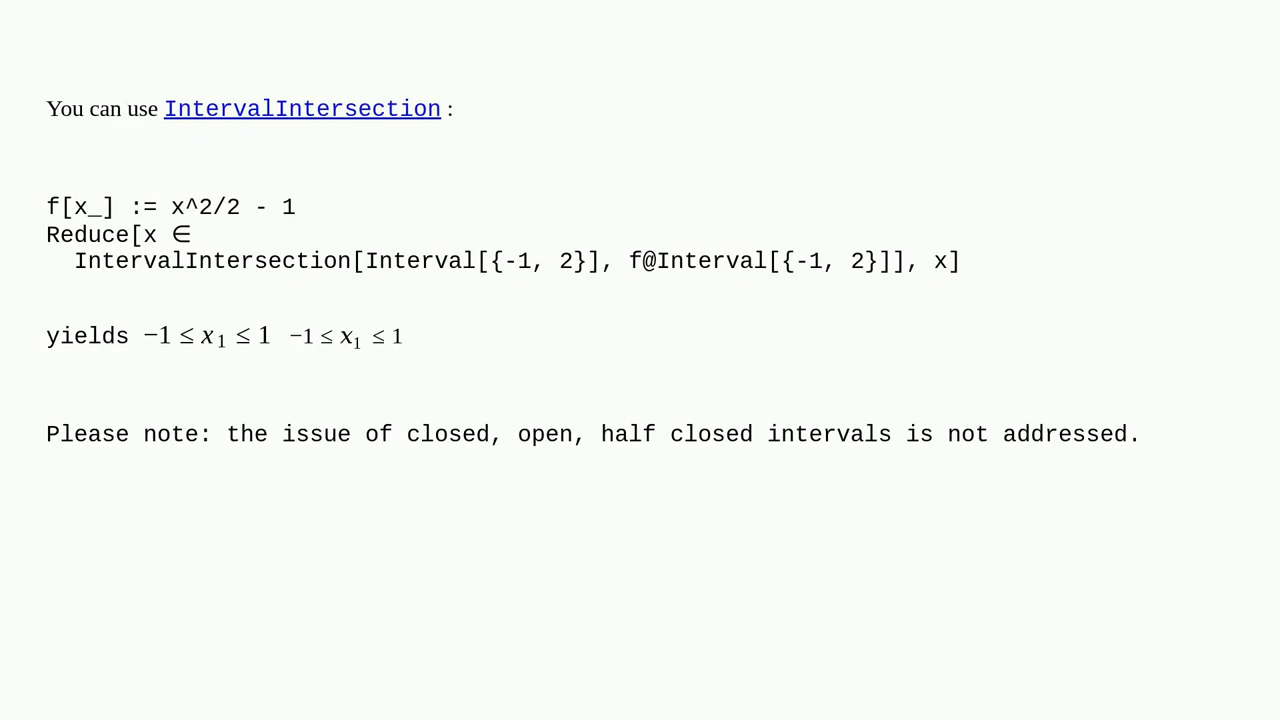 You can use IntervalIntersection :
f[x_] := x^2/2 - 1
Reduce[x ∈
  IntervalIntersection[Interval[{-1, 2}], f@Interval[{-1, 2}]], x]
yields −1 ≤ x₁ ≤ 1 −1 ≤ x₁ ≤ 1
Please note: the issue of closed, open, half closed intervals is not addressed.